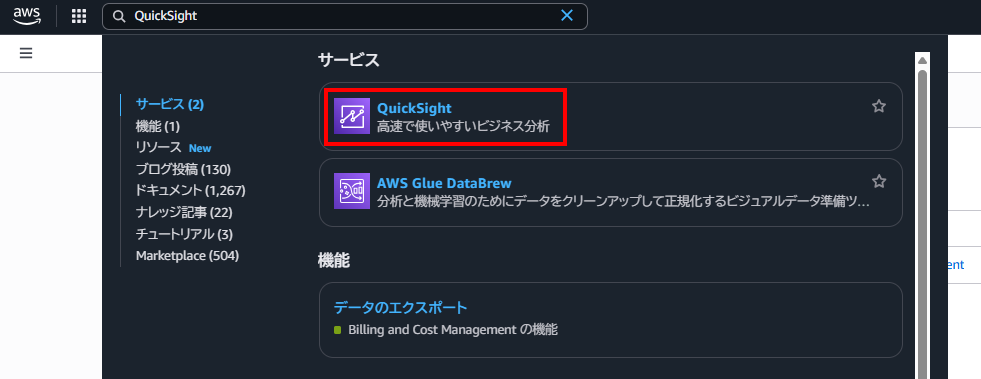 aws
QuickSight
サービス (2)
機能 (1)
リソース New
ブログ投稿 (130)
ドキュメント (1,267)
ナレッジ記事 (22)
チュートリアル (3)
Marketplace (504)
サービス
QuickSight
高速で使いやすいビジネス分析
AWS Glue DataBrew
分析と機械学習のためにデータをクリーンアップして正規化するビジュアルデータ準備ツ...
機能
データのエクスポート
Billing and Cost Management の機能
ent